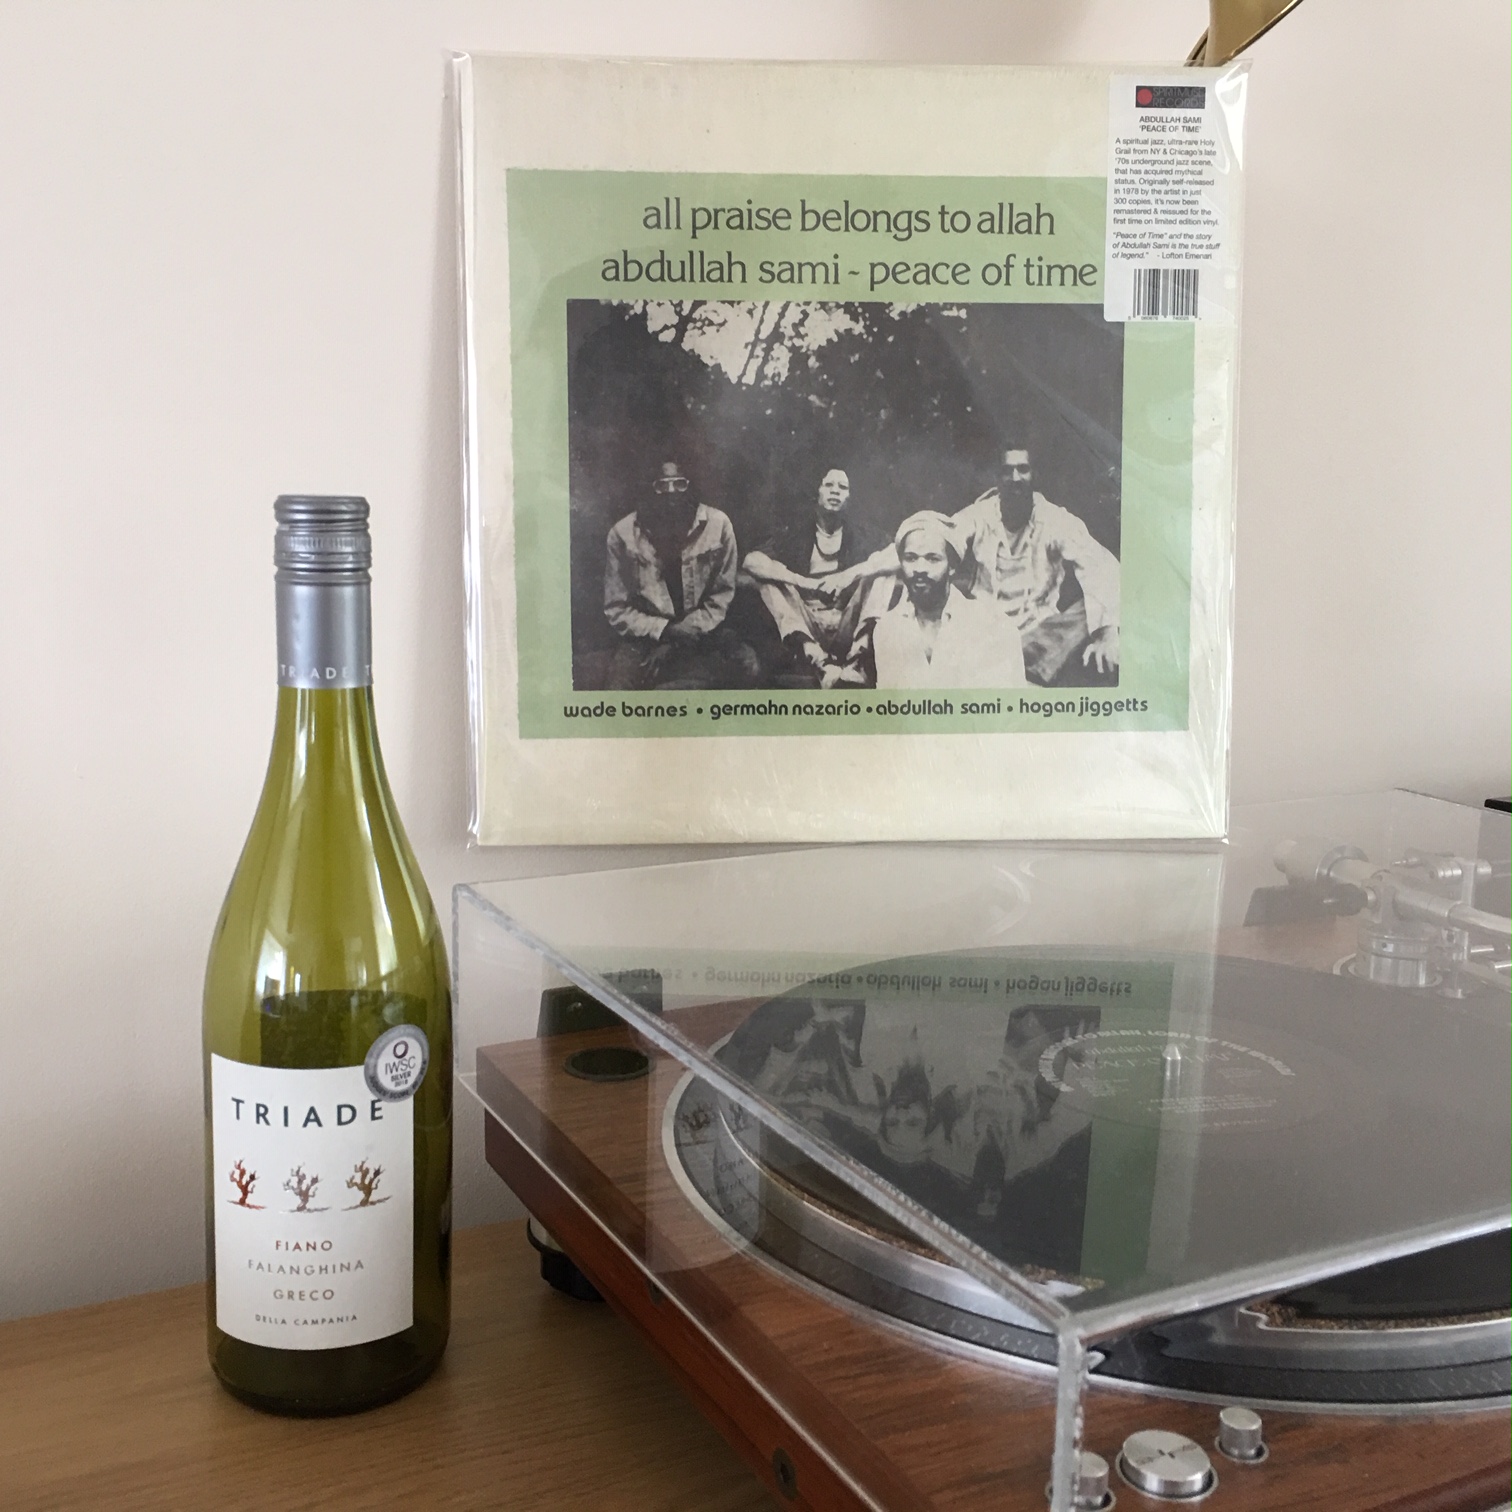 SPIRITMUSE
RECORDS
ABDULLAH SAMI
'PEACE OF TIME'
A spiritual jazz, ultra-rare Holy
Grail from NY & Chicago's late
'70s underground jazz scene,
that has acquired mythical
status. Originally self-released
in 1978 by the artist in just
300 copies, it's now been
remastered & reissued for the
first time on limited edition vinyl.
"Peace of Time" and the story
of Abdullah Sami is the true stuff
of legend." - Lofton Emenari
all praise belongs to allah
abdullah sami - peace of time
wade barnes • germahn nazario • abdullah sami • hogan jiggetts
TRIADE
IWSC
SILVER
TRIADE
FIANO
FALANGHINA
GRECO
DELLA CAMPANIA